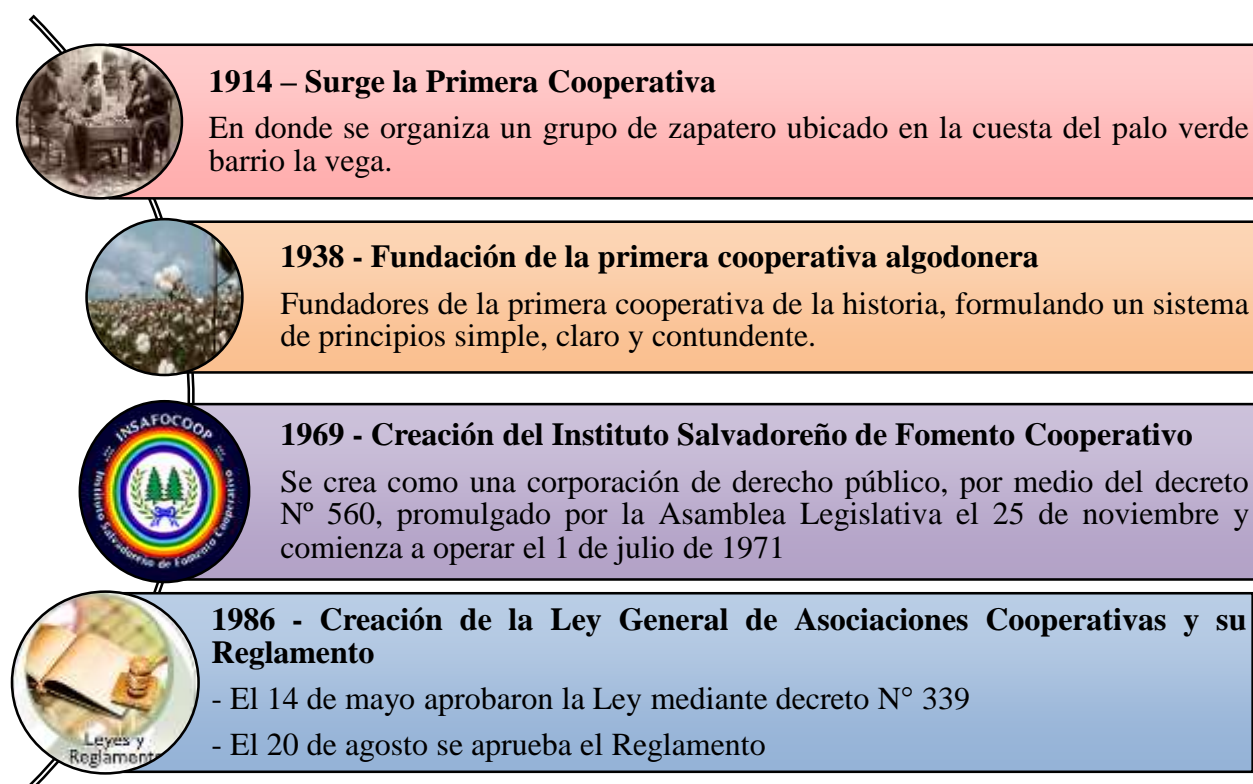 1914 – Surge la Primera Cooperativa
En donde se organiza un grupo de zapatero ubicado en la cuesta del palo verde
barrio la vega.
1938 - Fundación de la primera cooperativa algodonera
Fundadores de la primera cooperativa de la historia, formulando un sistema
de principios simple, claro y contundente.
INSAFOCOOP
Instituto Salvadoreño de Fomento Cooperativo
1969 - Creación del Instituto Salvadoreño de Fomento Cooperativo
Se crea como una corporación de derecho público, por medio del decreto
Nº 560, promulgado por la Asamblea Legislativa el 25 de noviembre y
comienza a operar el 1 de julio de 1971
Leyes y
Reglamento
1986 - Creación de la Ley General de Asociaciones Cooperativas y su
Reglamento
- El 14 de mayo aprobaron la Ley mediante decreto N° 339
- El 20 de agosto se aprueba el Reglamento